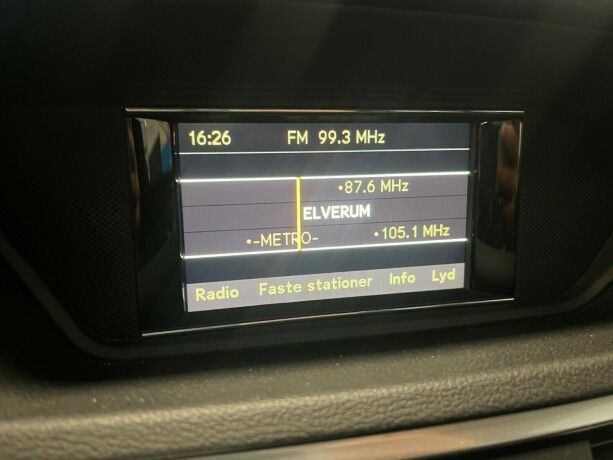 16:26 FM 99.3 MHz
•87.6 MHz
ELVERUM
•-METRO- •105.1 MHz
Radio Faste stationer Info Lyd